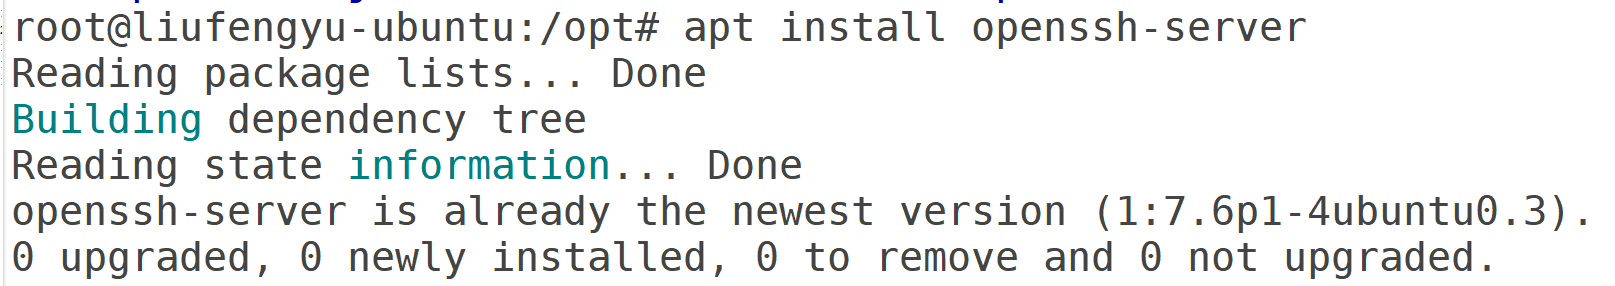 root@liufengyu-ubuntu:/opt# apt install openssh-server
Reading package lists... Done
Building dependency tree
Reading state information... Done
openssh-server is already the newest version (1:7.6p1-4ubuntu0.3).
0 upgraded, 0 newly installed, 0 to remove and 0 not upgraded.